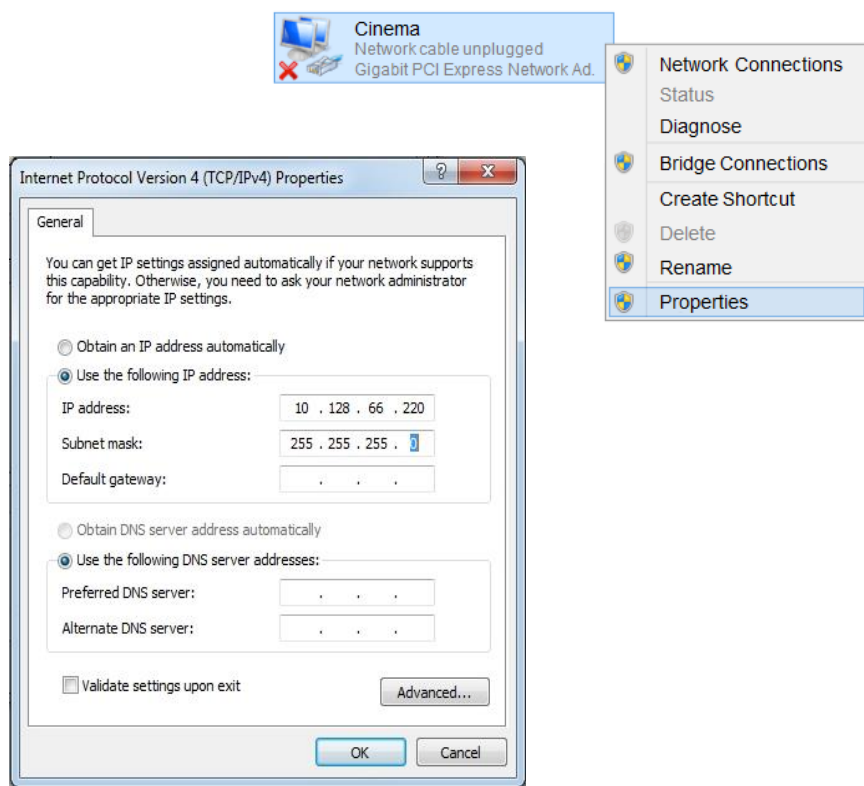 Cinema
Network cable unplugged
Gigabit PCI Express Network Ad.
Network Connections
Status
Diagnose
Bridge Connections
Create Shortcut
Delete
Rename
Properties
Internet Protocol Version 4 (TCP/IPv4) Properties
General
You can get IP settings assigned automatically if your network supports
this capability. Otherwise, you need to ask your network administrator
for the appropriate IP settings.
Obtain an IP address automatically
Use the following IP address:
IP address: 10 . 128 . 66 . 220
Subnet mask: 255 . 255 . 255 . 0
Default gateway: . . .
Obtain DNS server address automatically
Use the following DNS server addresses:
Preferred DNS server: . . .
Alternate DNS server: . . .
Validate settings upon exit
Advanced...
OK Cancel